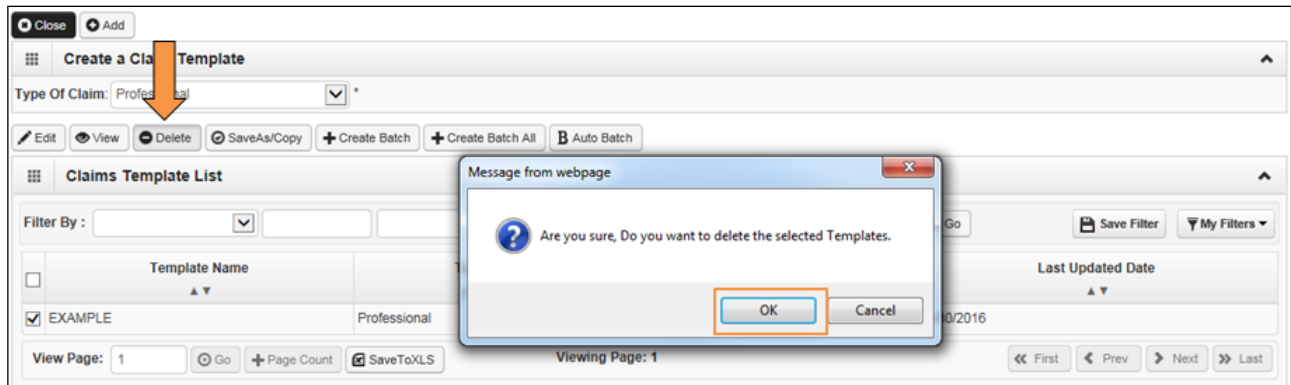 Close Add
Create a Cla Template
Type Of Claim: Professional *
Edit View Delete SaveAs/Copy Create Batch Create Batch All B Auto Batch
Claims Template List
Message from webpage
Filter By : Go Save Filter My Filters
Are you sure, Do you want to delete the selected Templates.
Template Name Last Updated Date
OK Cancel
EXAMPLE Professional 0/2016
View Page: 1 Go Page Count SaveToXLS Viewing Page: 1 First Prev Next Last